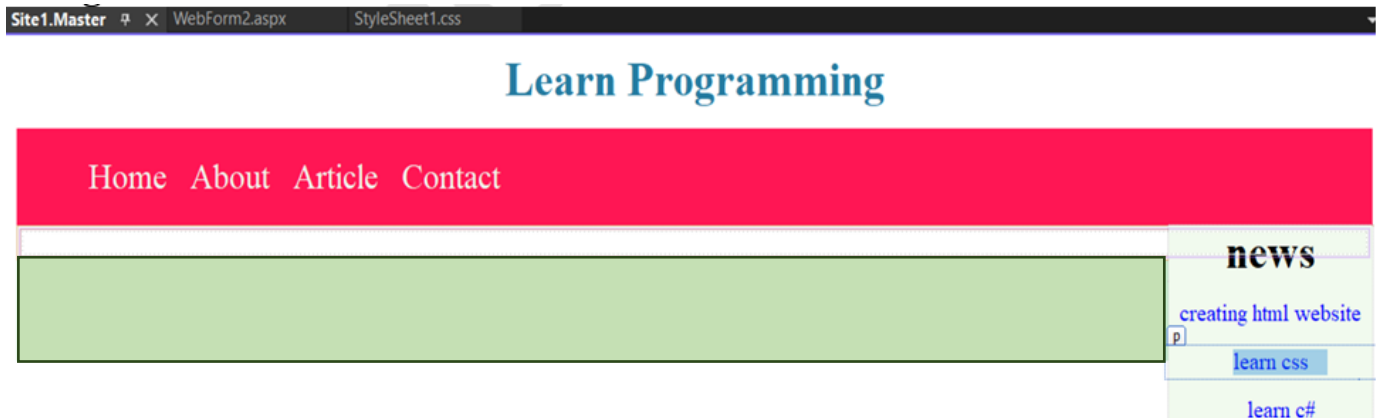 Site1.Master WebForm2.aspx StyleSheet1.css
Learn Programming
Home About Article Contact
news
creating html website
p
learn css
learn c#